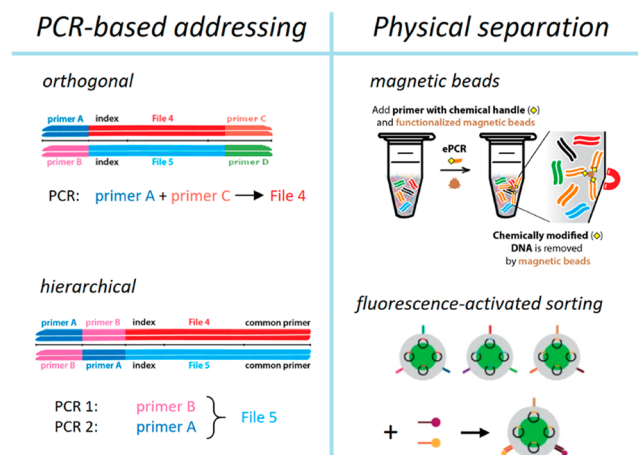 PCR-based addressing
orthogonal
primer A index File 4 primer C
primer B index File 5 primer D
PCR: primer A + primer C → File 4
hierarchical
primer A primer B index File 4 common primer
primer B primer A index File 5 common primer
PCR 1: primer B
PCR 2: primer A
File 5
Physical separation
magnetic beads
Add primer with chemical handle (◇)
and functionalized magnetic beads
ePCR
Chemically modified (◇)
DNA is removed
by magnetic beads
fluorescence-activated sorting
+